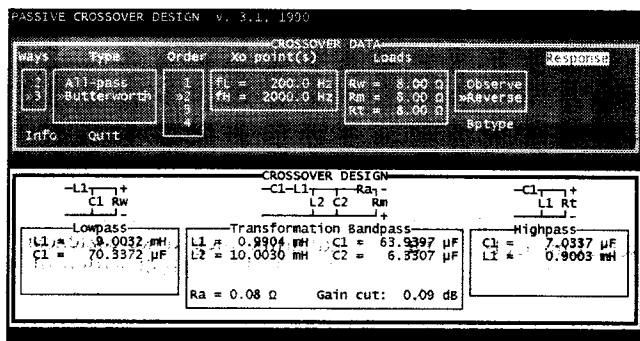 PASSIVE CROSSOVER DESIGN v. 3.1, 1990
CROSSOVER DATA
Ways Type Order Xo point(s) Loads Response
2 All-pass 1 fL = 200.0 Hz Rw = 8.00 Ω Observe
»3 »Butterworth »2 fH = 2000.0 Hz Rm = 8.00 Ω »Reverse
3 Rt = 8.00 Ω
4 Bptype
Info Quit
CROSSOVER DESIGN
-L1 + -C1-L1 Ra - -C1 +
C1 Rw L2 C2 Rm L1 Rt
- + -
Lowpass Transformation Bandpass Highpass
L1 = 9.0032 mH L1 = 0.9904 mH C1 = 63.9397 µF C1 = 7.0337 µF
C1 = 70.3372 µF L2 = 10.0030 mH C2 = 6.3307 µF L1 = 0.9003 mH
Ra = 0.08 Ω Gain cut: 0.09 dB